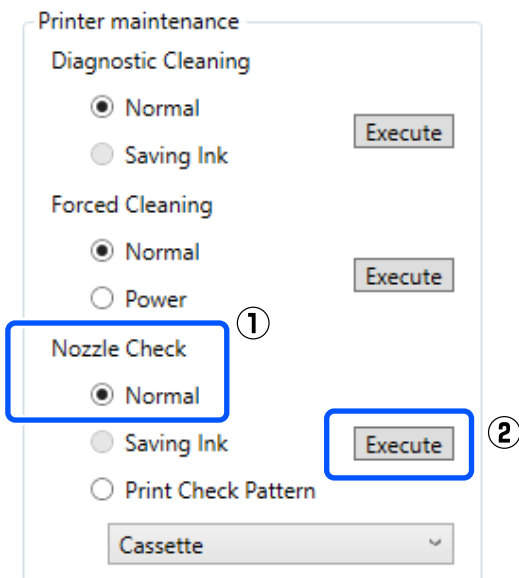 Printer maintenance
Diagnostic Cleaning
Normal
Execute
Saving Ink
Forced Cleaning
Normal
Execute
Power
①
Nozzle Check
Normal
Saving Ink
Execute
②
Print Check Pattern
Cassette